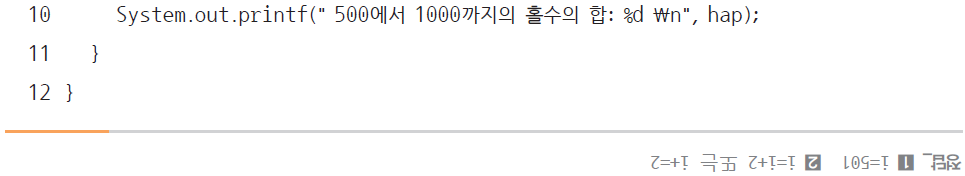 10 System.out.printf(" 500에서 1000까지의 홀수의 합: %d ₩n", hap);
11 }
12 }
정답_ 1 i=501 2 i=i+2 또는 i+=2